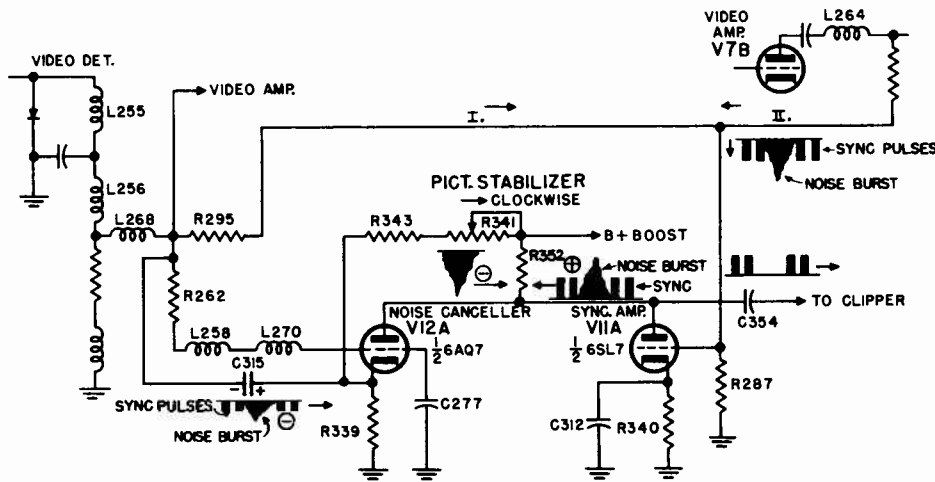 VIDEO
AMP.
V7B
L264
VIDEO DET.
L255
VIDEO AMP.
I.
II.
SYNC PULSES
NOISE BURST
L256
L268
R295
PICT. STABILIZER
CLOCKWISE
R343
R341
B+ BOOST
R352
NOISE BURST
SYNC
R262
NOISE CANCELLER
V12A
1/2 6AQ7
SYNC. AMP.
V11A
1/2 6SL7
C354
TO CLIPPER
L258
L270
C315
- +
SYNC PULSES
NOISE BURST
R339
C277
C312
R340
R287